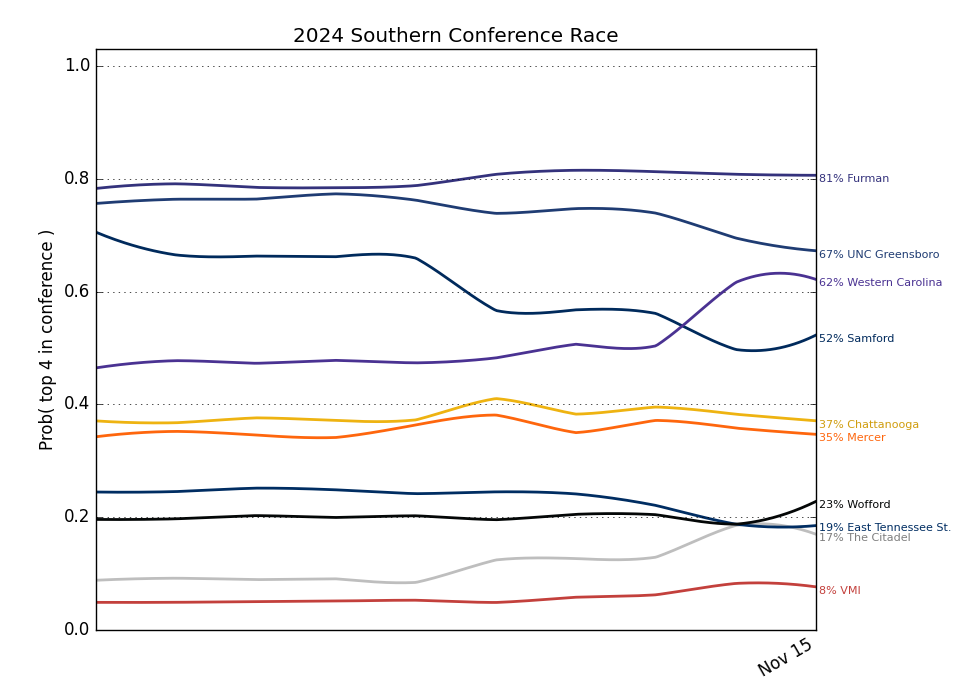 2024 Southern Conference Race
Prob( top 4 in conference )
1.0
0.8
0.6
0.4
0.2
0.0
81% Furman
67% UNC Greensboro
62% Western Carolina
52% Samford
37% Chattanooga
35% Mercer
23% Wofford
19% East Tennessee St.
17% The Citadel
8% VMI
Nov 15